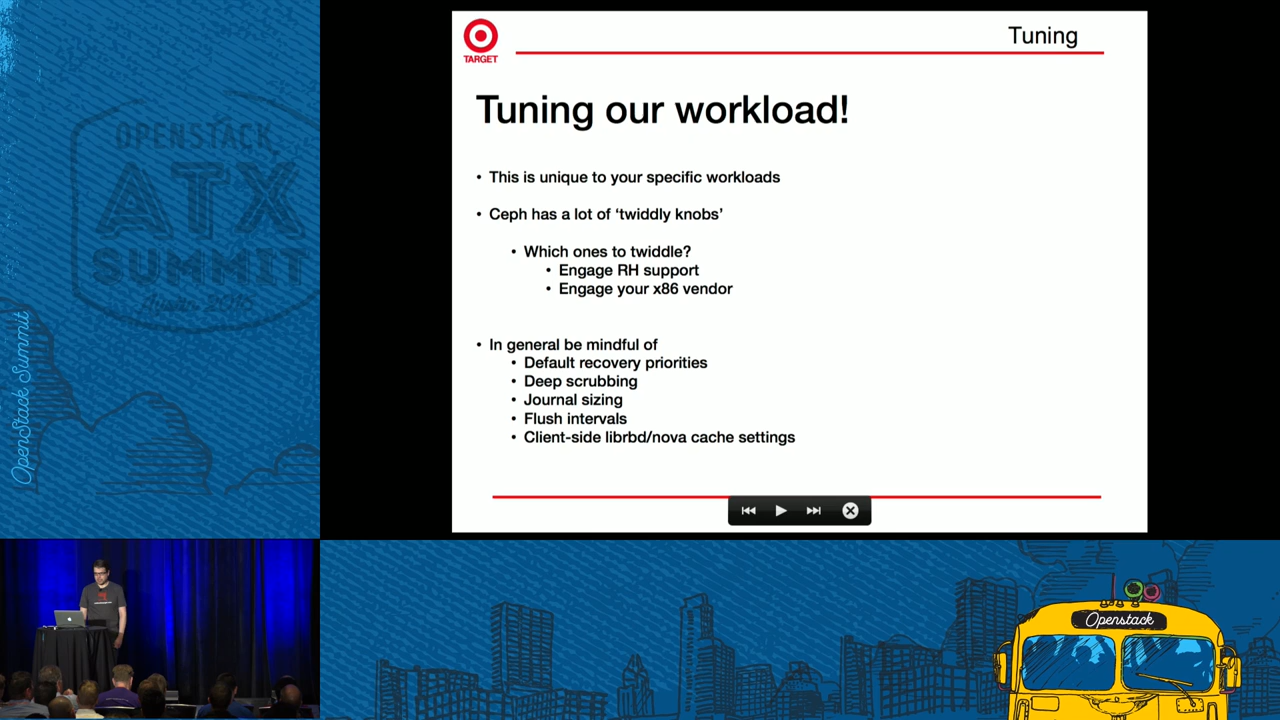 TARGET
Tuning
Tuning our workload!
• This is unique to your specific workloads
• Ceph has a lot of ‘twiddly knobs’
• Which ones to twiddle?
• Engage RH support
• Engage your x86 vendor
• In general be mindful of
• Default recovery priorities
• Deep scrubbing
• Journal sizing
• Flush intervals
• Client-side librbd/nova cache settings
OPENSTACK
ATX
SUMMIT
OpenStack Summit
Openstack